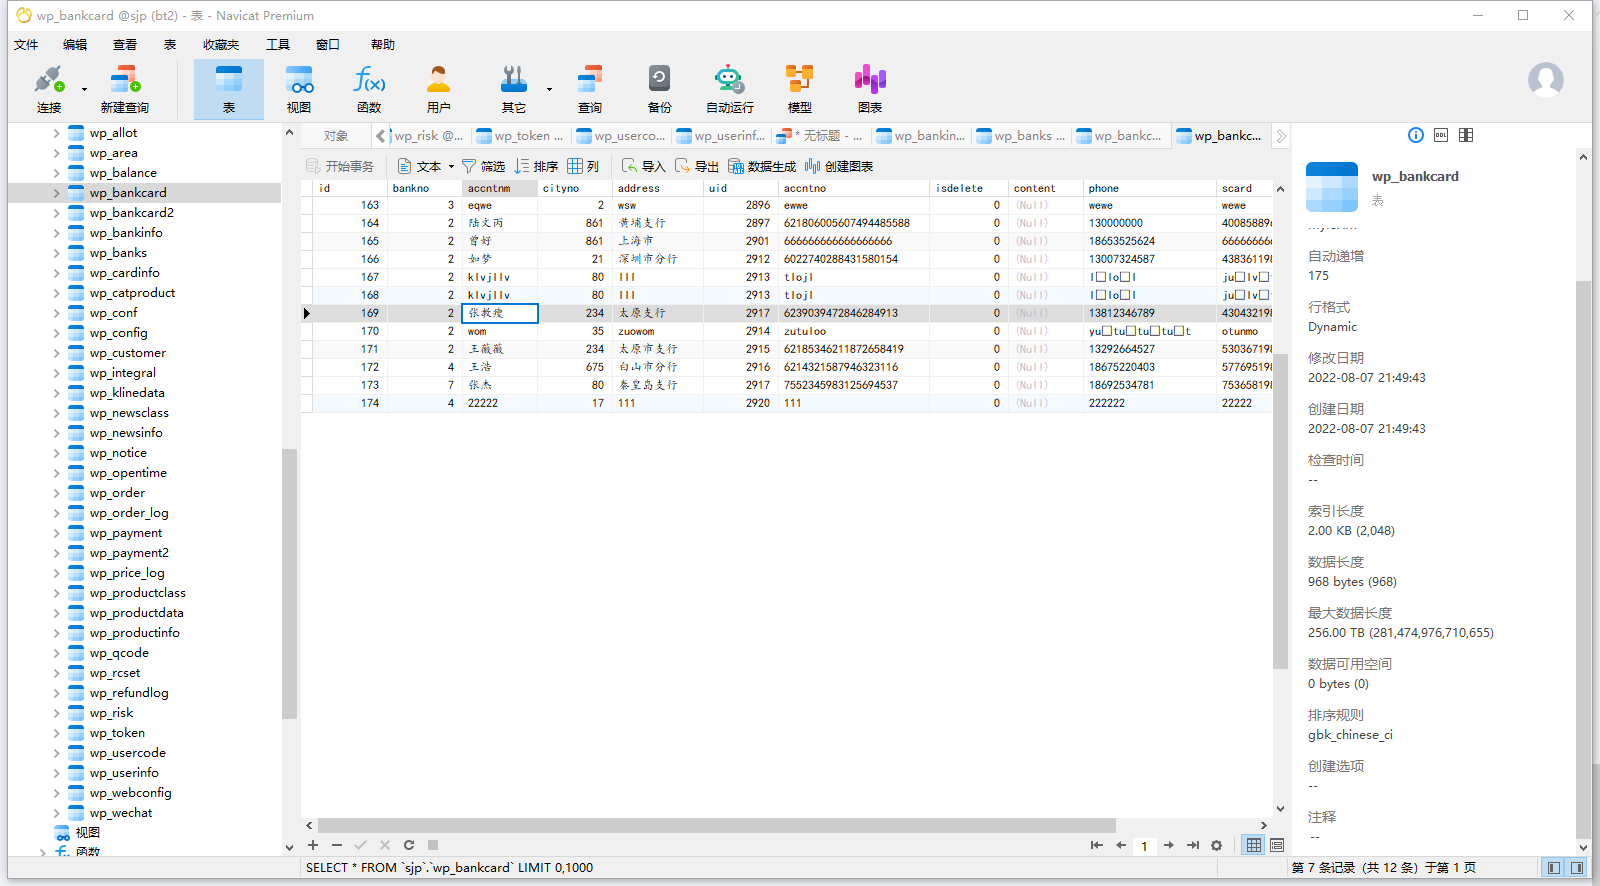 wp_bankcard @sjp (bt2) - 表 - Navicat Premium
文件 编辑 查看 表 收藏夹 工具 窗口 帮助
连接 新建查询 表 视图 函数 用户 其它 查询 备份 自动运行 模型 图表
对象 wp_risk @... wp_token ... wp_userco... wp_userinf... * 无标题 - ... wp_bankin... wp_banks ... wp_bankc... wp_bankc...
开始事务 文本 筛选 排序 列 导入 导出 数据生成 创建图表
wp_allot
wp_area
wp_balance
wp_bankcard
wp_bankcard2
wp_bankinfo
wp_banks
wp_cardinfo
wp_catproduct
wp_conf
wp_config
wp_customer
wp_integral
wp_klinedata
wp_newsclass
wp_newsinfo
wp_notice
wp_opentime
wp_order
wp_order_log
wp_payment
wp_payment2
wp_price_log
wp_productclass
wp_productdata
wp_productinfo
wp_qcode
wp_rcset
wp_refundlog
wp_risk
wp_token
wp_usercode
wp_userinfo
wp_webconfig
wp_wechat
视图
函数
id bankno acontnm cityno address uid accntno isdelete content phone scard
163 3 eqwe 2 wsw 2896 ewwe 0 (Null) wewe wewe
164 2 陆文丙 861 黄埔支行 2897 621806005607494485588 0 (Null) 130000000 40085889
165 2 曾好 861 上海市 2901 666666666666666666 0 (Null) 18653525624 66666666
166 2 如梦 21 深圳市分行 2912 6022740288431580154 0 (Null) 13007324587 43836119
167 2 klvjllv 80 lll 2913 tlojl 0 (Null) l□lo□l ju□lv□
168 2 klvjllv 80 lll 2913 tlojl 0 (Null) l□lo□l ju□lv□
169 2 张教瘦 234 太原支行 2917 6239039472846284913 0 (Null) 13812346789 43043219
170 2 wom 35 zuowom 2914 zutuloo 0 (Null) yu□tu□tu□tu□t otunmo
171 2 王薇薇 234 太原市支行 2915 62185346211872658419 0 (Null) 13292664527 53036719
172 4 王浩 675 白山市分行 2916 6214321587946323116 0 (Null) 18675220403 57769519
173 7 张杰 80 秦皇岛支行 2917 7552345983125694537 0 (Null) 18692534781 75365819
174 4 22222 17 111 2920 111 0 (Null) 222222 22222
1
SELECT * FROM `sjp`.`wp_bankcard` LIMIT 0,1000
第 7 条记录 (共 12 条) 于第 1 页
DDL
wp_bankcard
表
自动递增
175
行格式
Dynamic
修改日期
2022-08-07 21:49:43
创建日期
2022-08-07 21:49:43
检查时间
--
索引长度
2.00 KB (2,048)
数据长度
968 bytes (968)
最大数据长度
256.00 TB (281,474,976,710,655)
数据可用空间
0 bytes (0)
排序规则
gbk_chinese_ci
创建选项
--
注释
--